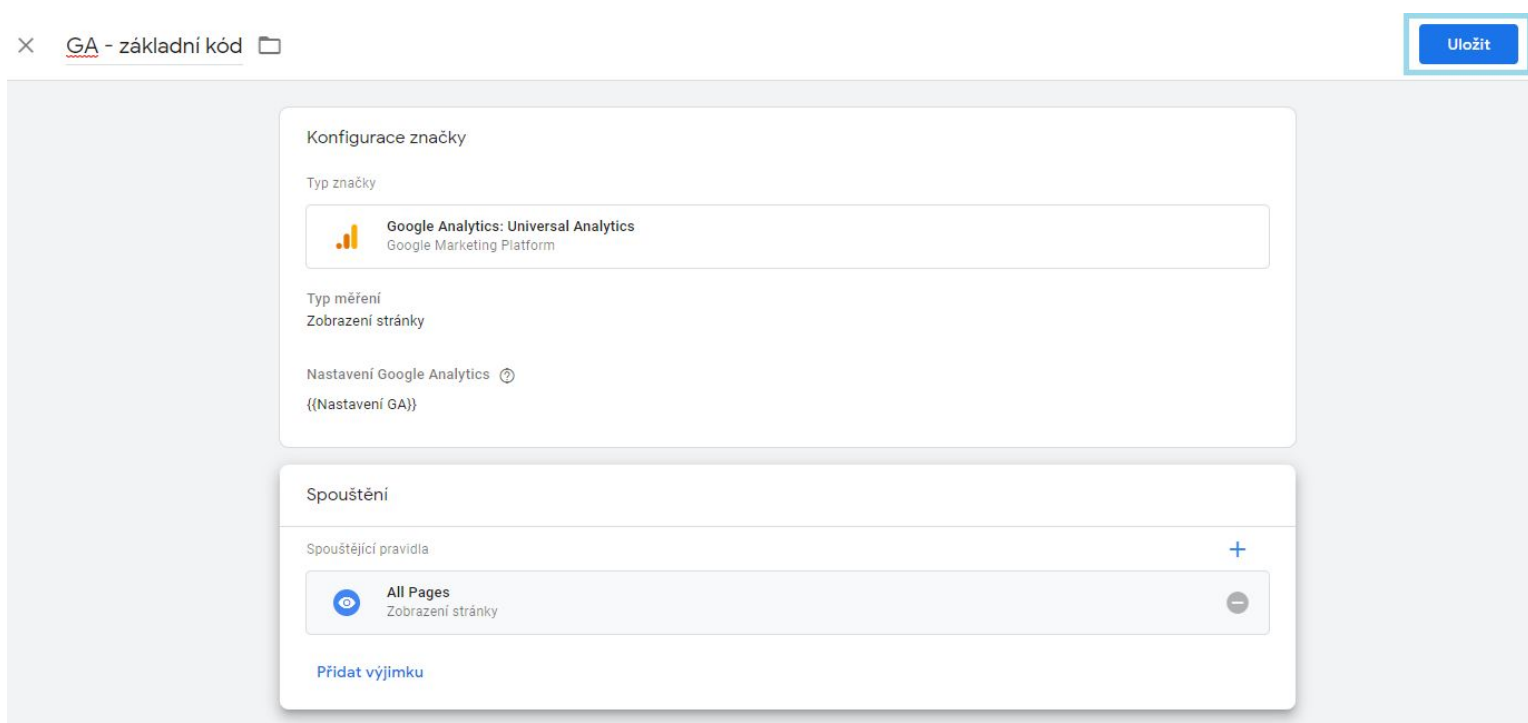 GA - základní kód
Uložit
Konfigurace značky
Typ značky
Google Analytics: Universal Analytics
Google Marketing Platform
Typ měření
Zobrazení stránky
Nastavení Google Analytics
{{Nastavení GA}}
Spouštění
Spouštějící pravidla
All Pages
Zobrazení stránky
Přidat výjimku